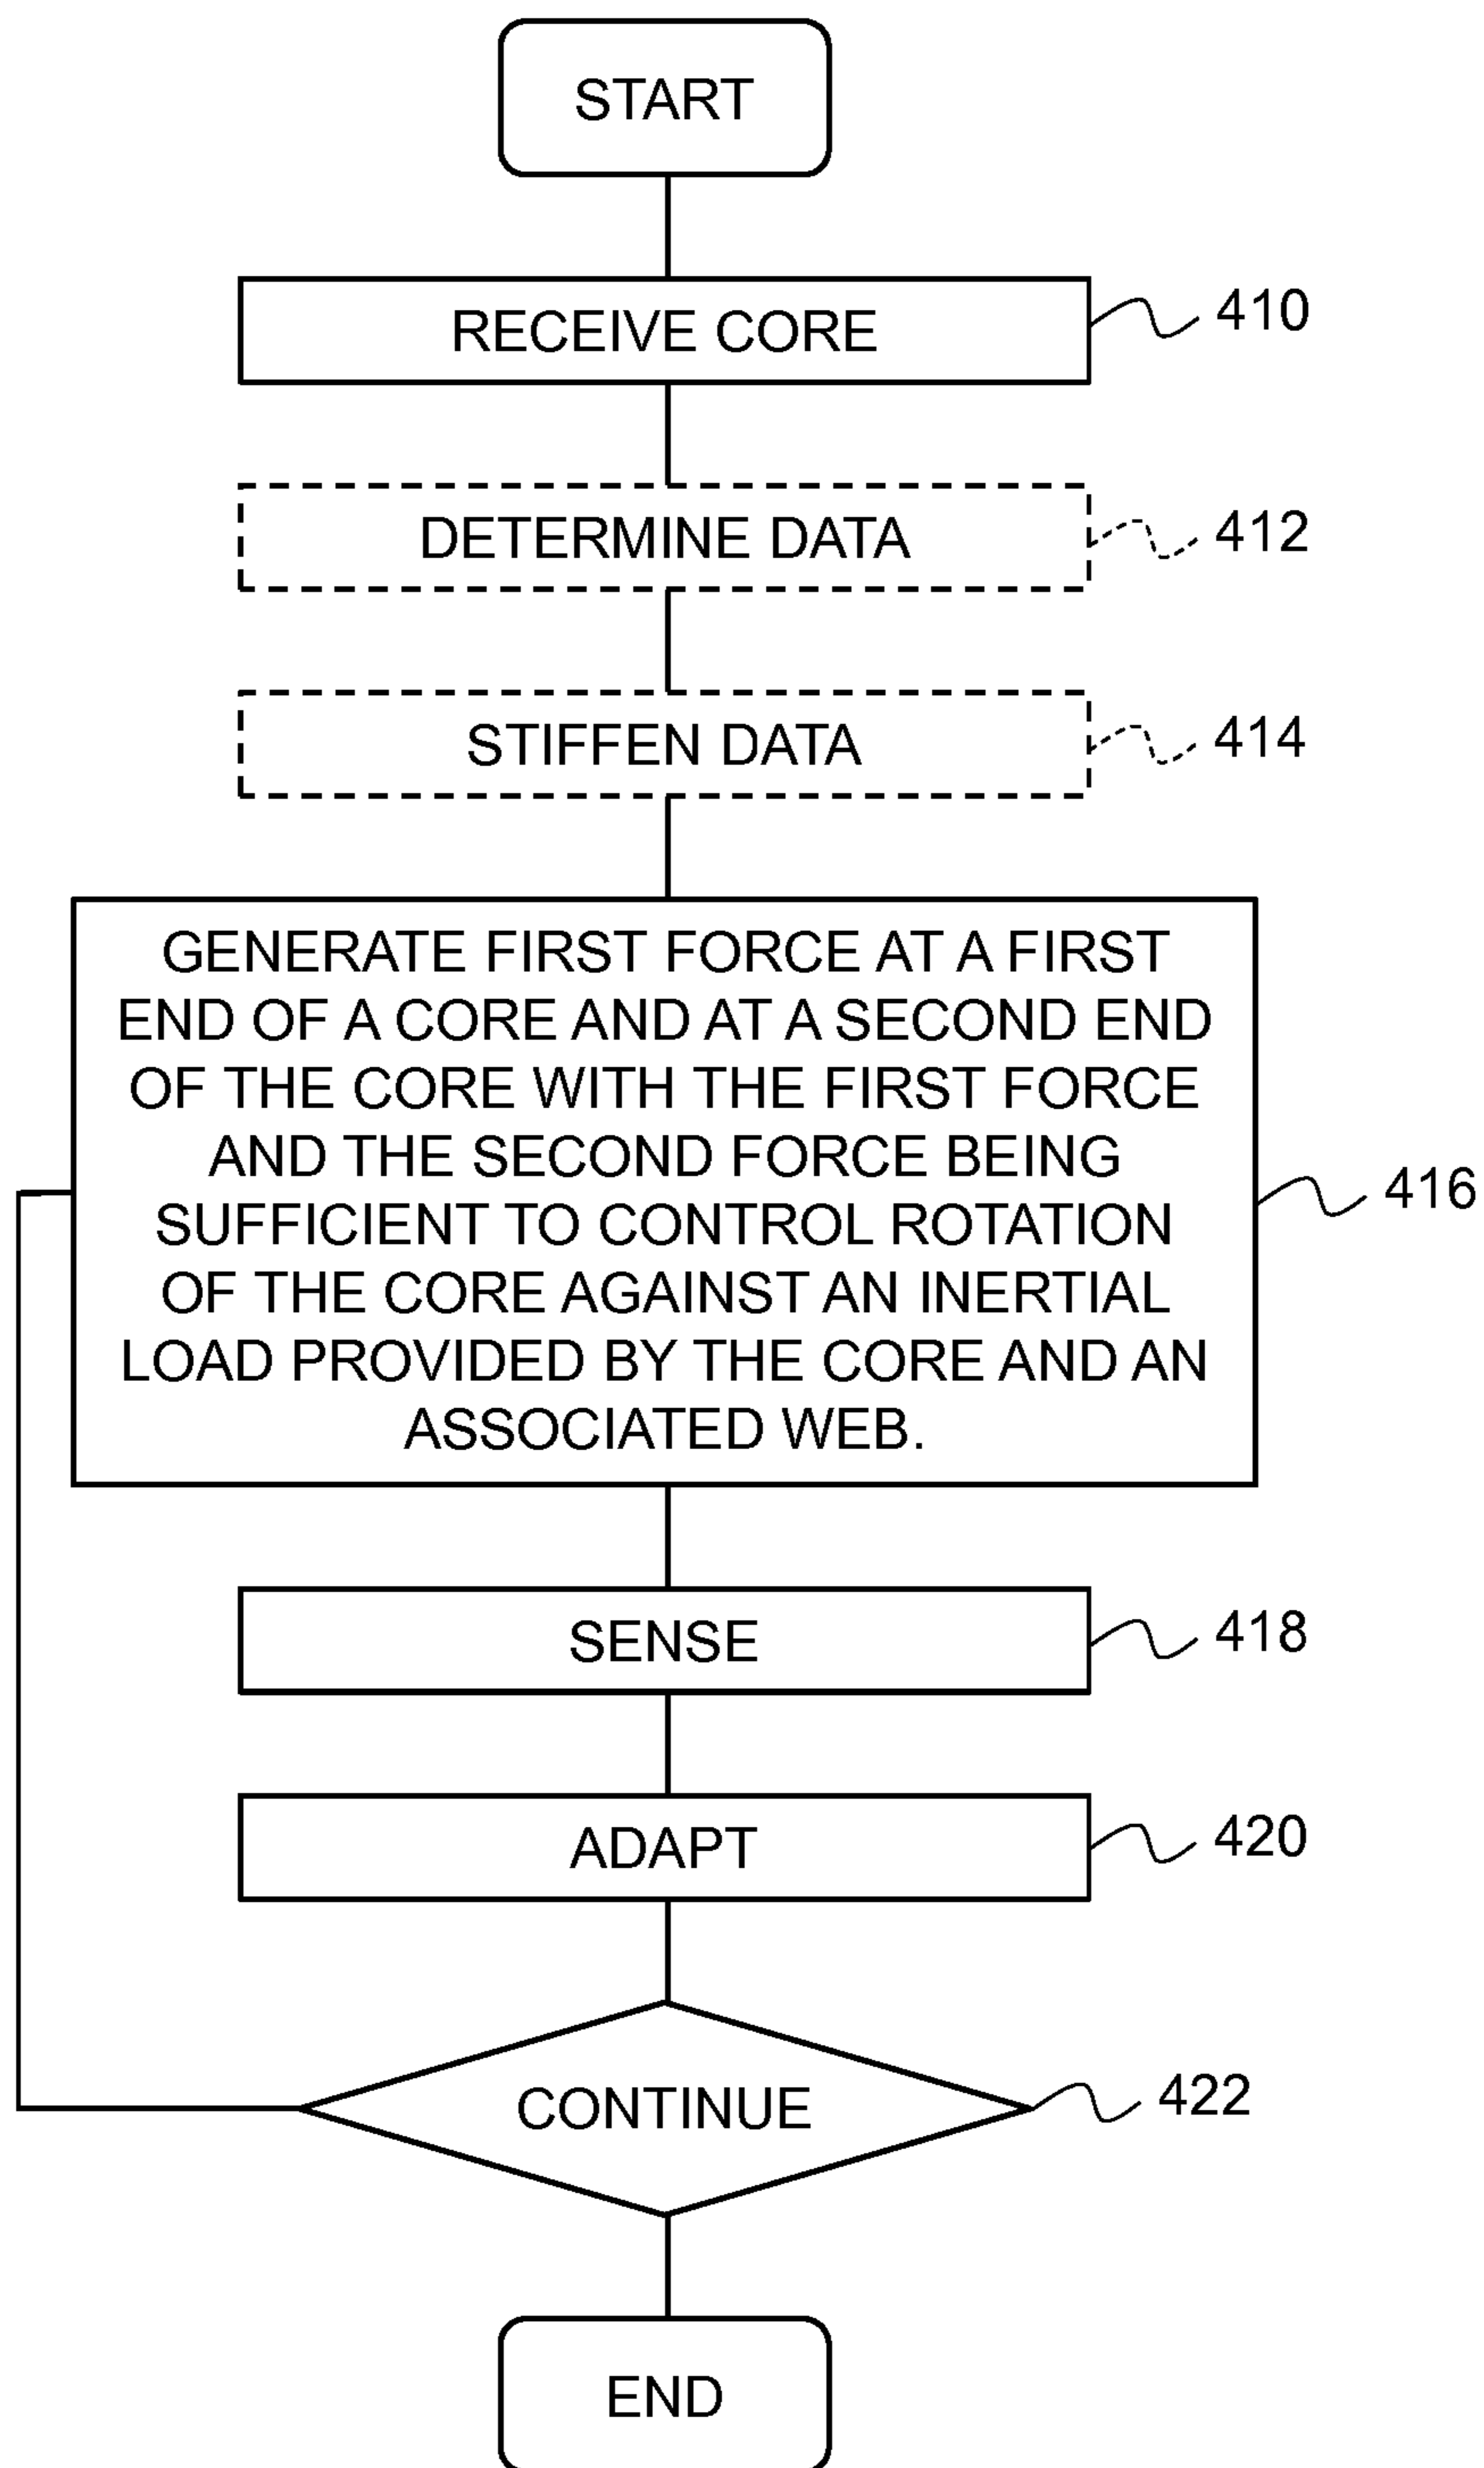 START
RECEIVE CORE
410
DETERMINE DATA
412
STIFFEN DATA
414
GENERATE FIRST FORCE AT A FIRST
END OF A CORE AND AT A SECOND END
OF THE CORE WITH THE FIRST FORCE
AND THE SECOND FORCE BEING
SUFFICIENT TO CONTROL ROTATION
OF THE CORE AGAINST AN INERTIAL
LOAD PROVIDED BY THE CORE AND AN
ASSOCIATED WEB.
416
SENSE
418
ADAPT
420
CONTINUE
422
END